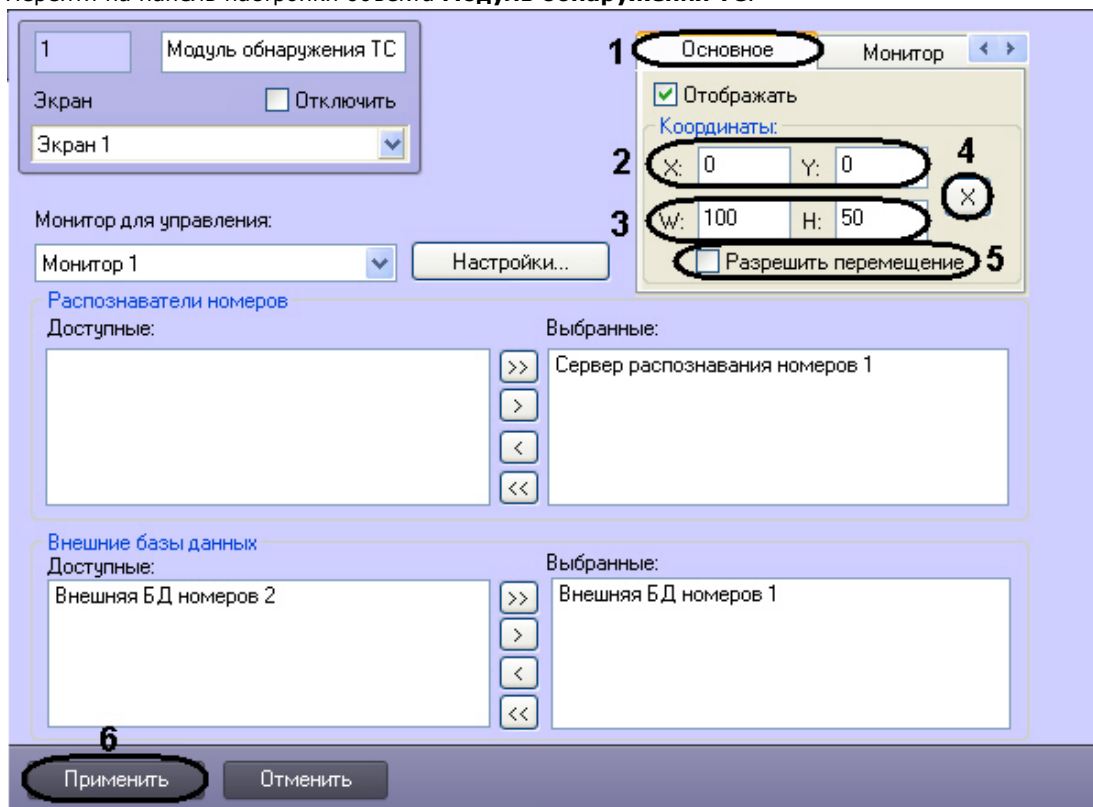 Перейти на панель настройки объекта Модуль обнаружения ТС.
1 Модуль обнаружения ТС
Экран Отключить
Экран 1
1 Основное Монитор
Отображать
Координаты:
2 X: 0 Y: 0 4
X
3 W: 100 H: 50
Разрешить перемещение 5
Монитор для управления:
Монитор 1 Настройки...
Распознаватели номеров
Доступные: Выбранные:
>> Сервер распознавания номеров 1
>
<
<<
Внешние базы данных
Доступные: Выбранные:
Внешняя БД номеров 2 >> Внешняя БД номеров 1
>
<
<<
6
Применить Отменить